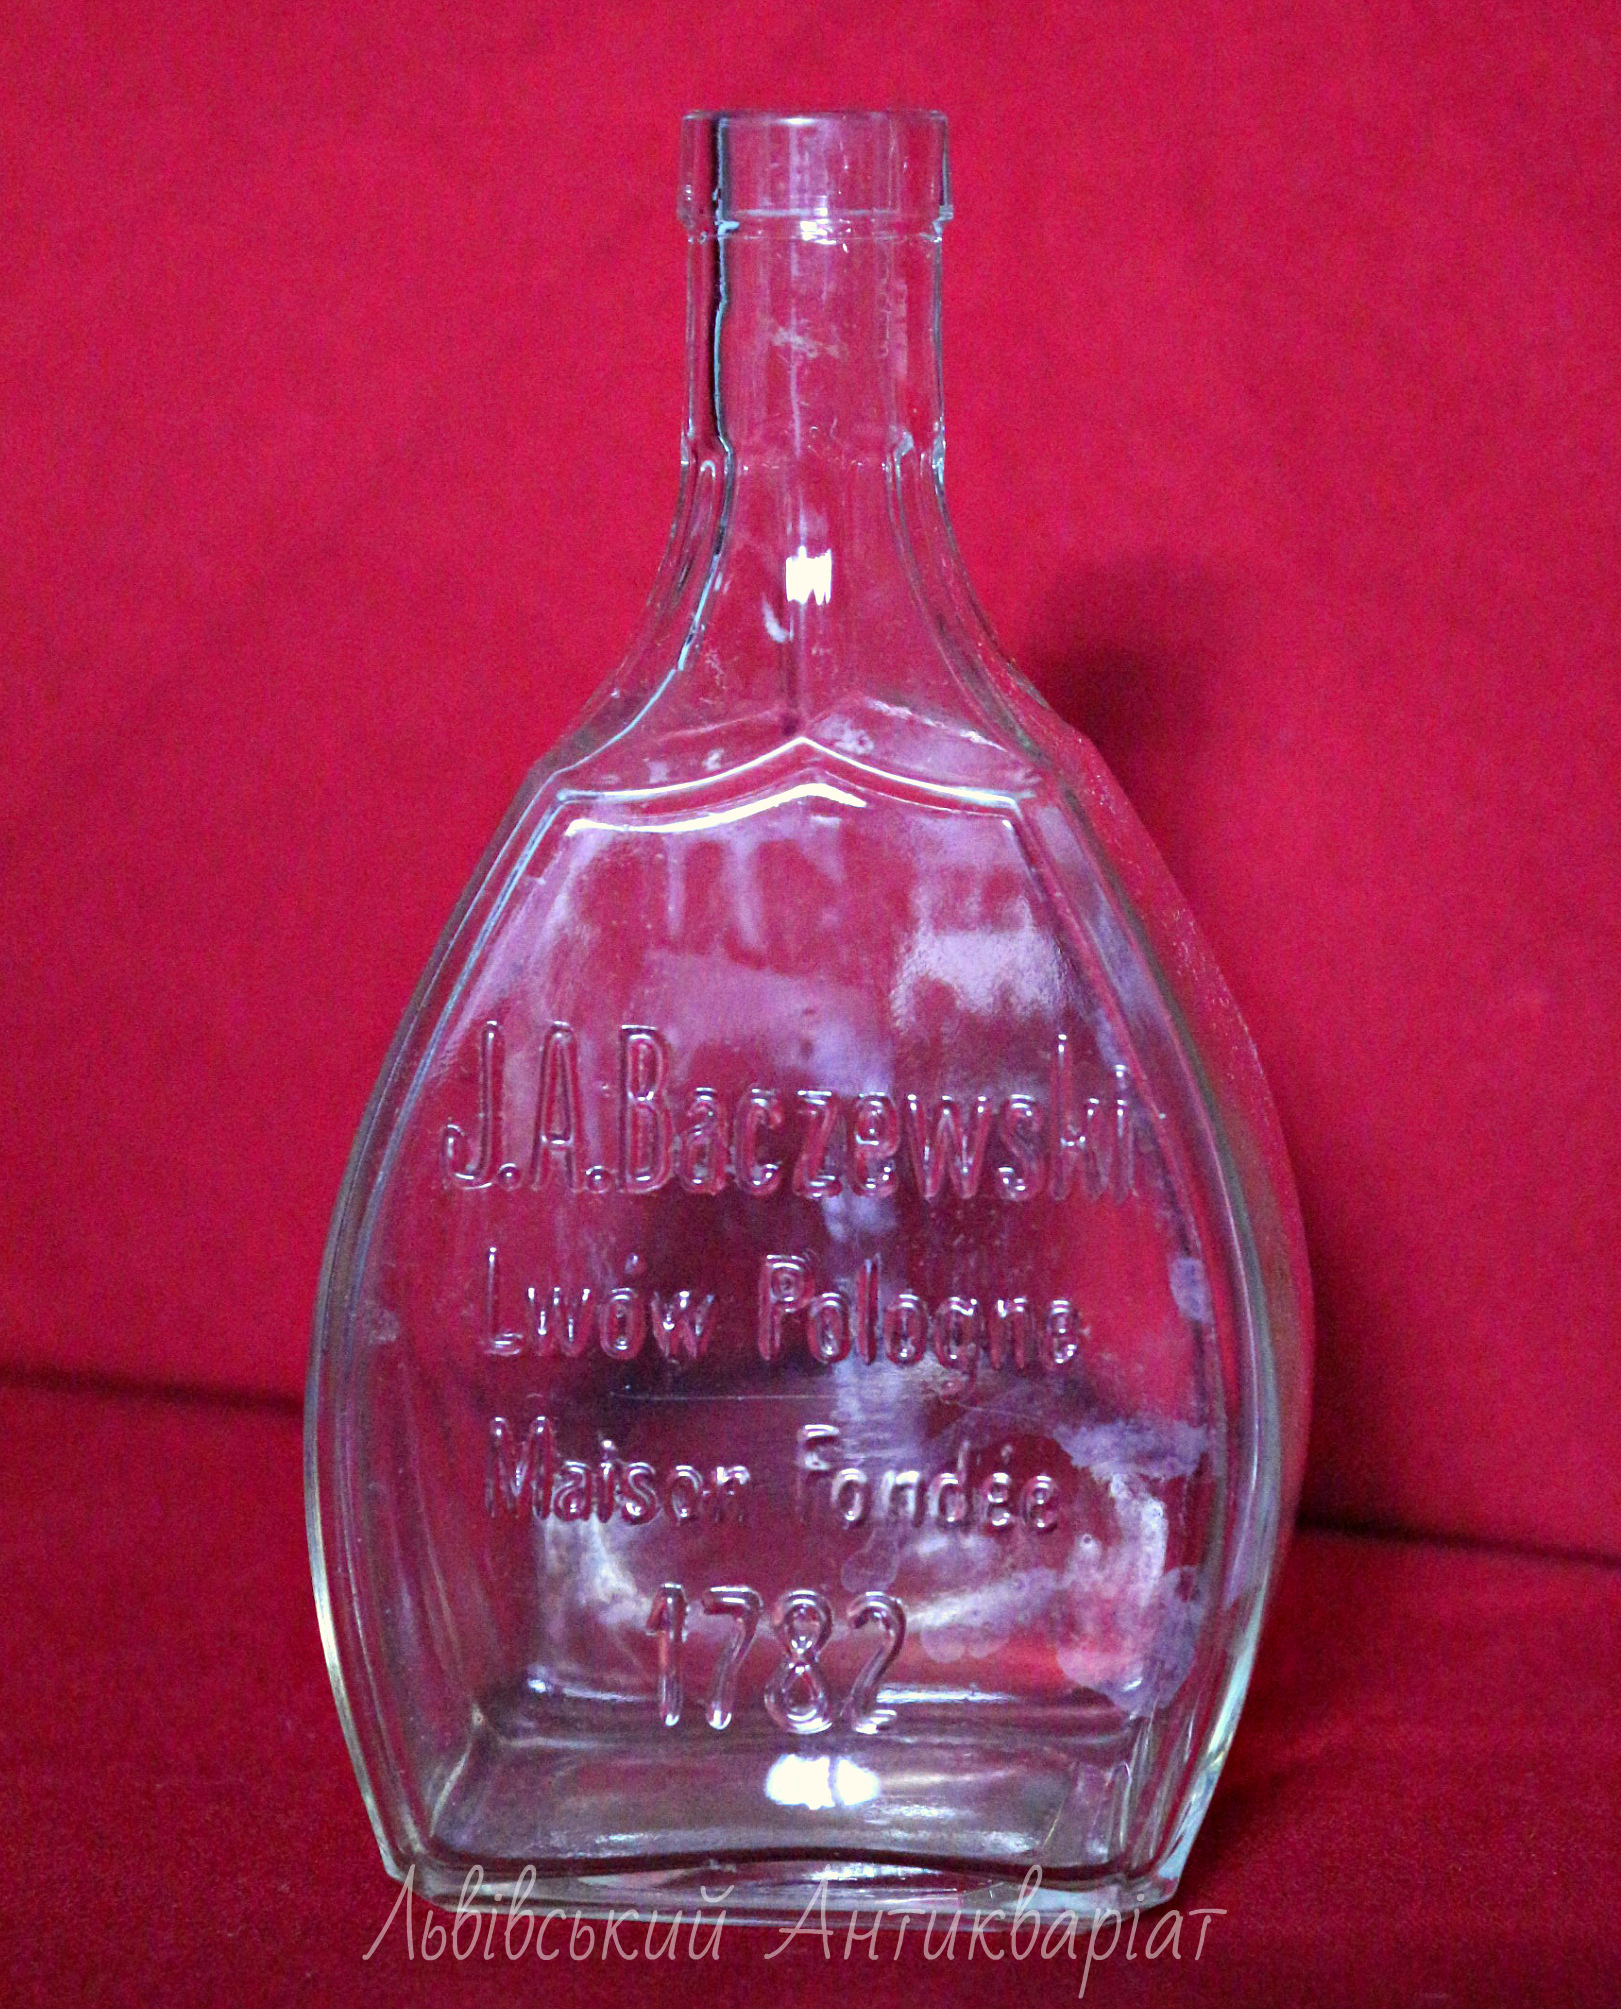 J.A.Baczewski
Lwów Pologne
Maison Fondée
1782
Львівський Антикваріат